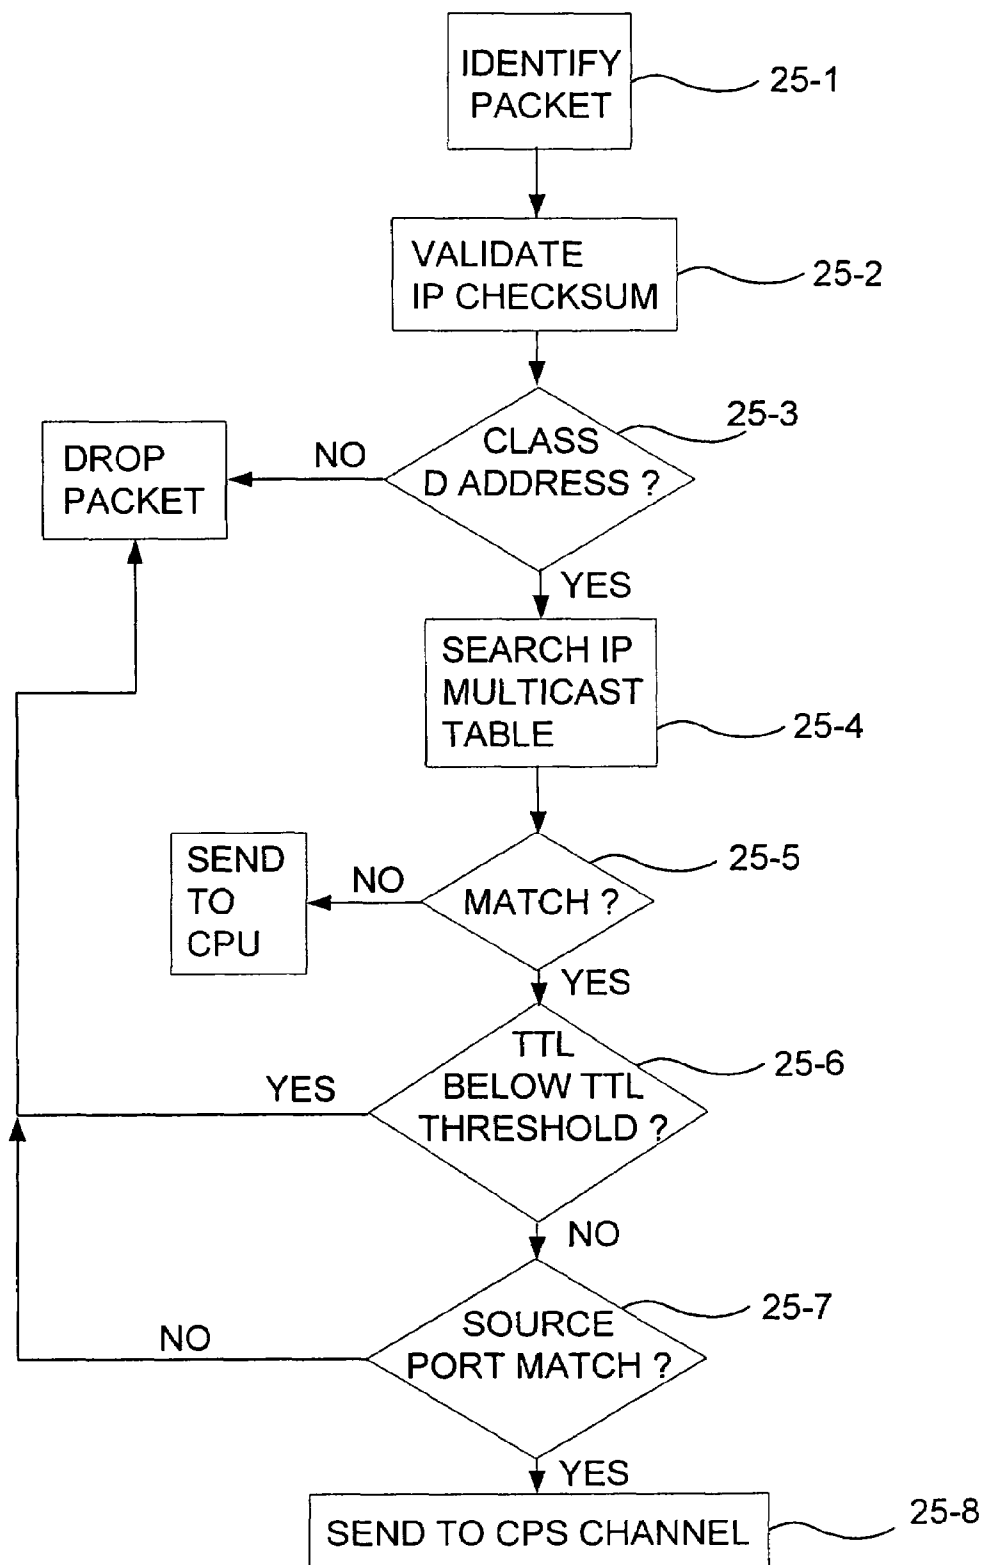 IDENTIFY
PACKET
25-1
VALIDATE
IP CHECKSUM
25-2
CLASS
D ADDRESS ?
25-3
NO
DROP
PACKET
YES
SEARCH IP
MULTICAST
TABLE
25-4
MATCH ?
25-5
NO
SEND
TO
CPU
YES
TTL
BELOW TTL
THRESHOLD ?
25-6
YES
NO
SOURCE
PORT MATCH ?
25-7
NO
YES
SEND TO CPS CHANNEL
25-8